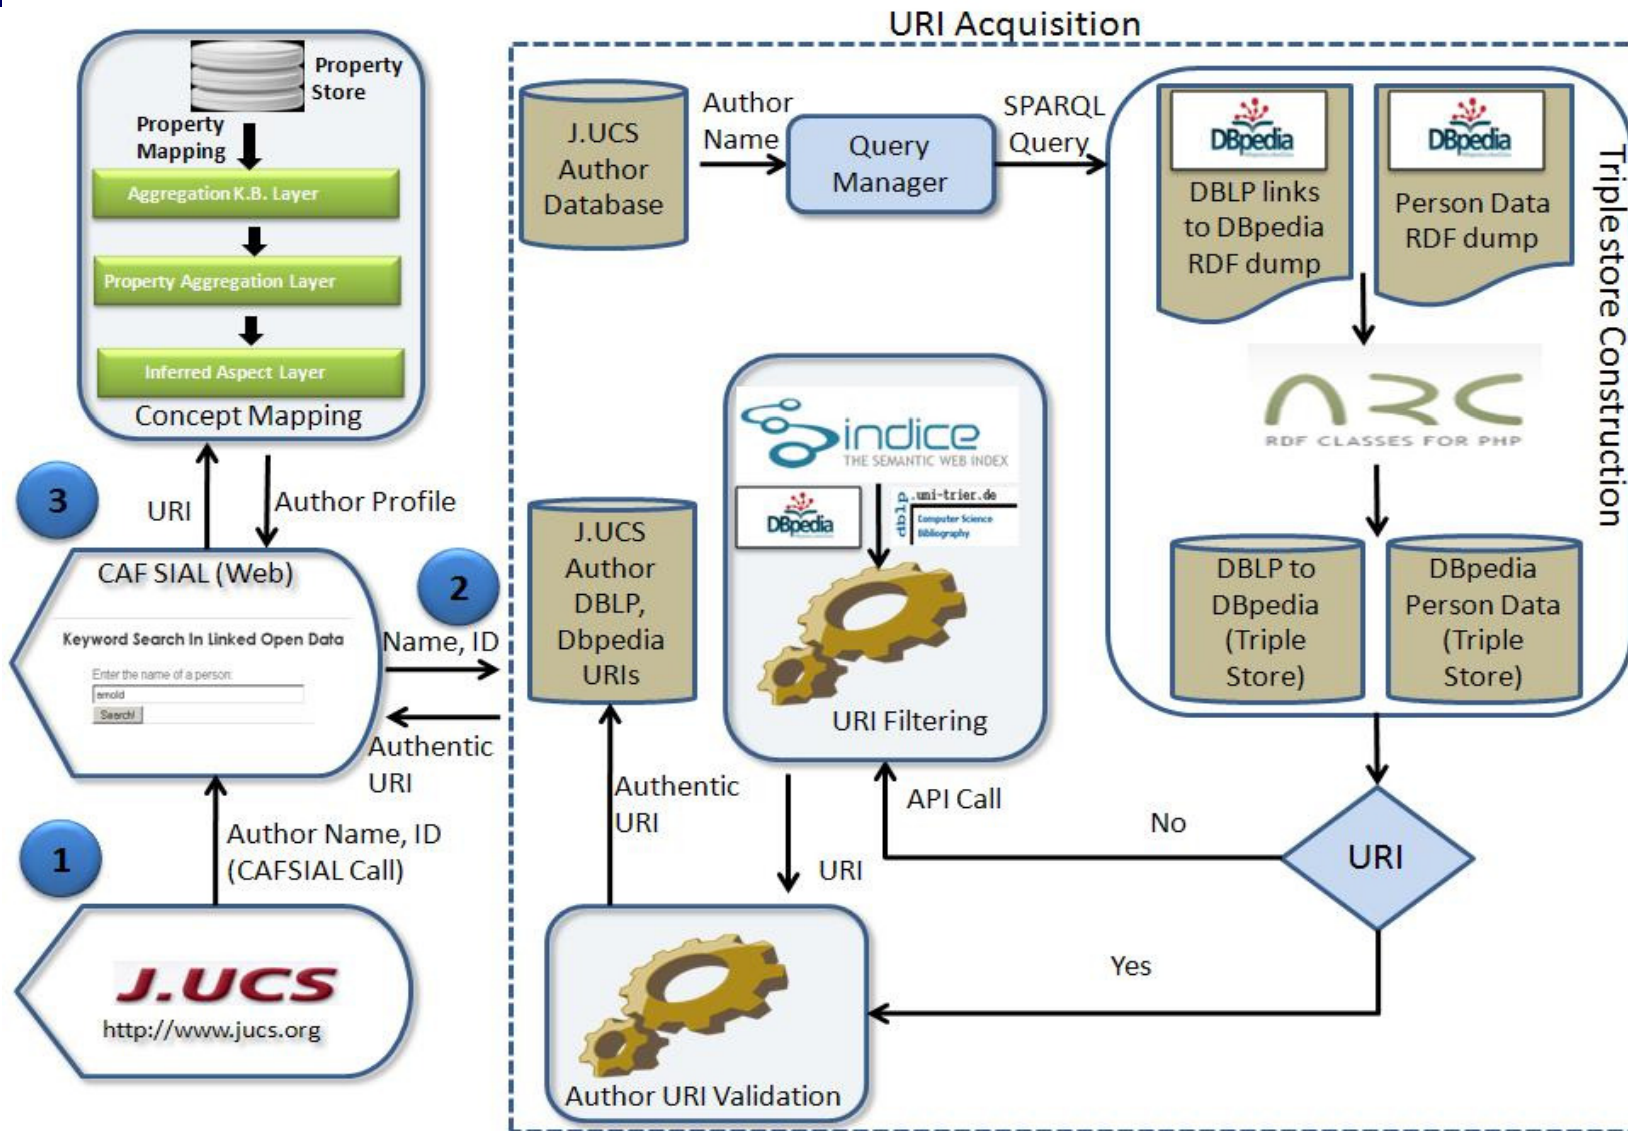 URI Acquisition
Property
Store
Property
Mapping
Aggregation K.B. Layer
Property Aggregation Layer
Inferred Aspect Layer
Concept Mapping
3
URI
Author Profile
CAF SIAL (Web)
Keyword Search In Linked Open Data
Enter the name of a person:
arnold
Search!
2
Name, ID
Authentic
URI
1
Author Name, ID
(CAFSIAL Call)
J.UCS
http://www.jucs.org
J.UCS
Author
Database
Author
Name
Query
Manager
SPARQL
Query
DBpedia
DBLP links
to DBpedia
RDF dump
DBpedia
Person Data
RDF dump
Triplestore Construction
ARC
RDF CLASSES FOR PHP
DBLP to
DBpedia
(Triple
Store)
DBpedia
Person Data
(Triple
Store)
indice
THE SEMANTIC WEB INDEX
DBpedia
dblp
.uni-trier.de
Computer Science
Bibliography
URI Filtering
J.UCS
Author
DBLP,
Dbpedia
URIs
Authentic
URI
API Call
No
URI
URI
Yes
Author URI Validation